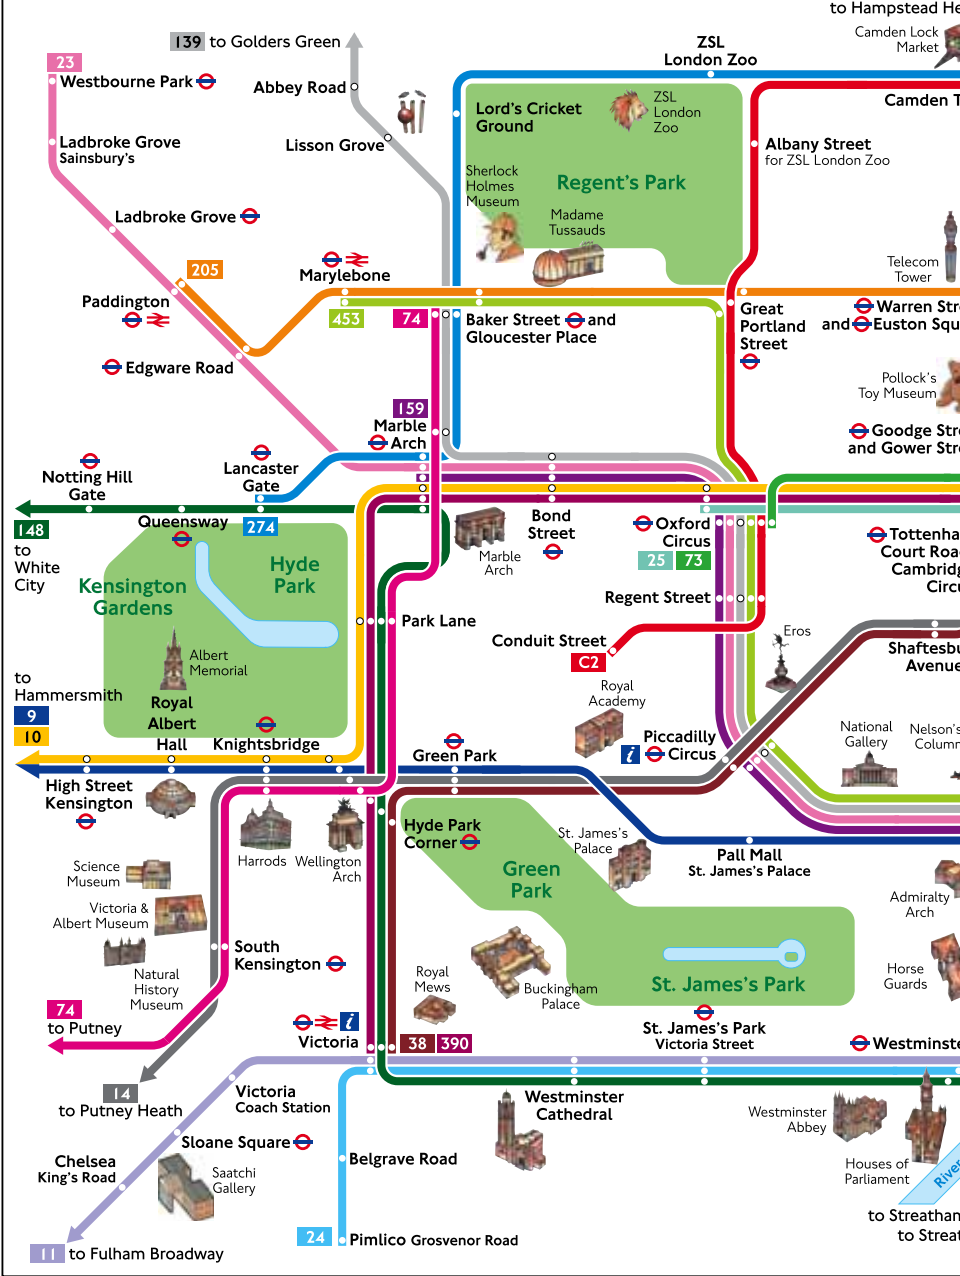 to Hampstead He
139 to Golders Green
Camden Lock
Market
ZSL
London Zoo
23
Westbourne Park
Abbey Road
Camden T
Lord's Cricket
Ground
ZSL
London
Zoo
Ladbroke Grove
Sainsbury's
Lisson Grove
Albany Street
for ZSL London Zoo
Sherlock
Holmes
Museum
Regent's Park
Ladbroke Grove
Madame
Tussauds
205
Marylebone
Telecom
Tower
Paddington
453
74
Baker Street and
Gloucester Place
Great
Portland
Street
Warren Stre
and Euston Squ
Edgware Road
Pollock's
Toy Museum
159
Marble
Arch
Goodge Stre
and Gower Stre
Notting Hill
Gate
Lancaster
Gate
148
to
White
City
Queensway
274
Marble
Arch
Bond
Street
Oxford
Circus
25 73
Tottenha
Court Roa
Cambridg
Circu
Kensington
Gardens
Hyde
Park
Regent Street
Park Lane
Conduit Street
C2
Eros
Shaftesbu
Avenue
Albert
Memorial
to
Hammersmith
9
10
Royal
Albert
Hall
Royal
Academy
Knightsbridge
Green Park
Piccadilly
Circus
National
Gallery
Nelson's
Column
High Street
Kensington
Harrods
Wellington
Arch
Hyde Park
Corner
St. James's
Palace
Pall Mall
St. James's Palace
Science
Museum
Green
Park
Admiralty
Arch
Victoria &
Albert Museum
South
Kensington
Natural
History
Museum
Royal
Mews
Buckingham
Palace
St. James's Park
Horse
Guards
74
to Putney
Victoria
38 390
St. James's Park
Victoria Street
Westminste
14
to Putney Heath
Victoria
Coach Station
Westminster
Cathedral
Westminster
Abbey
Sloane Square
Chelsea
King's Road
Saatchi
Gallery
Belgrave Road
Houses of
Parliament
River
to Streathan
to Streat
24 Pimlico Grosvenor Road
11 to Fulham Broadway